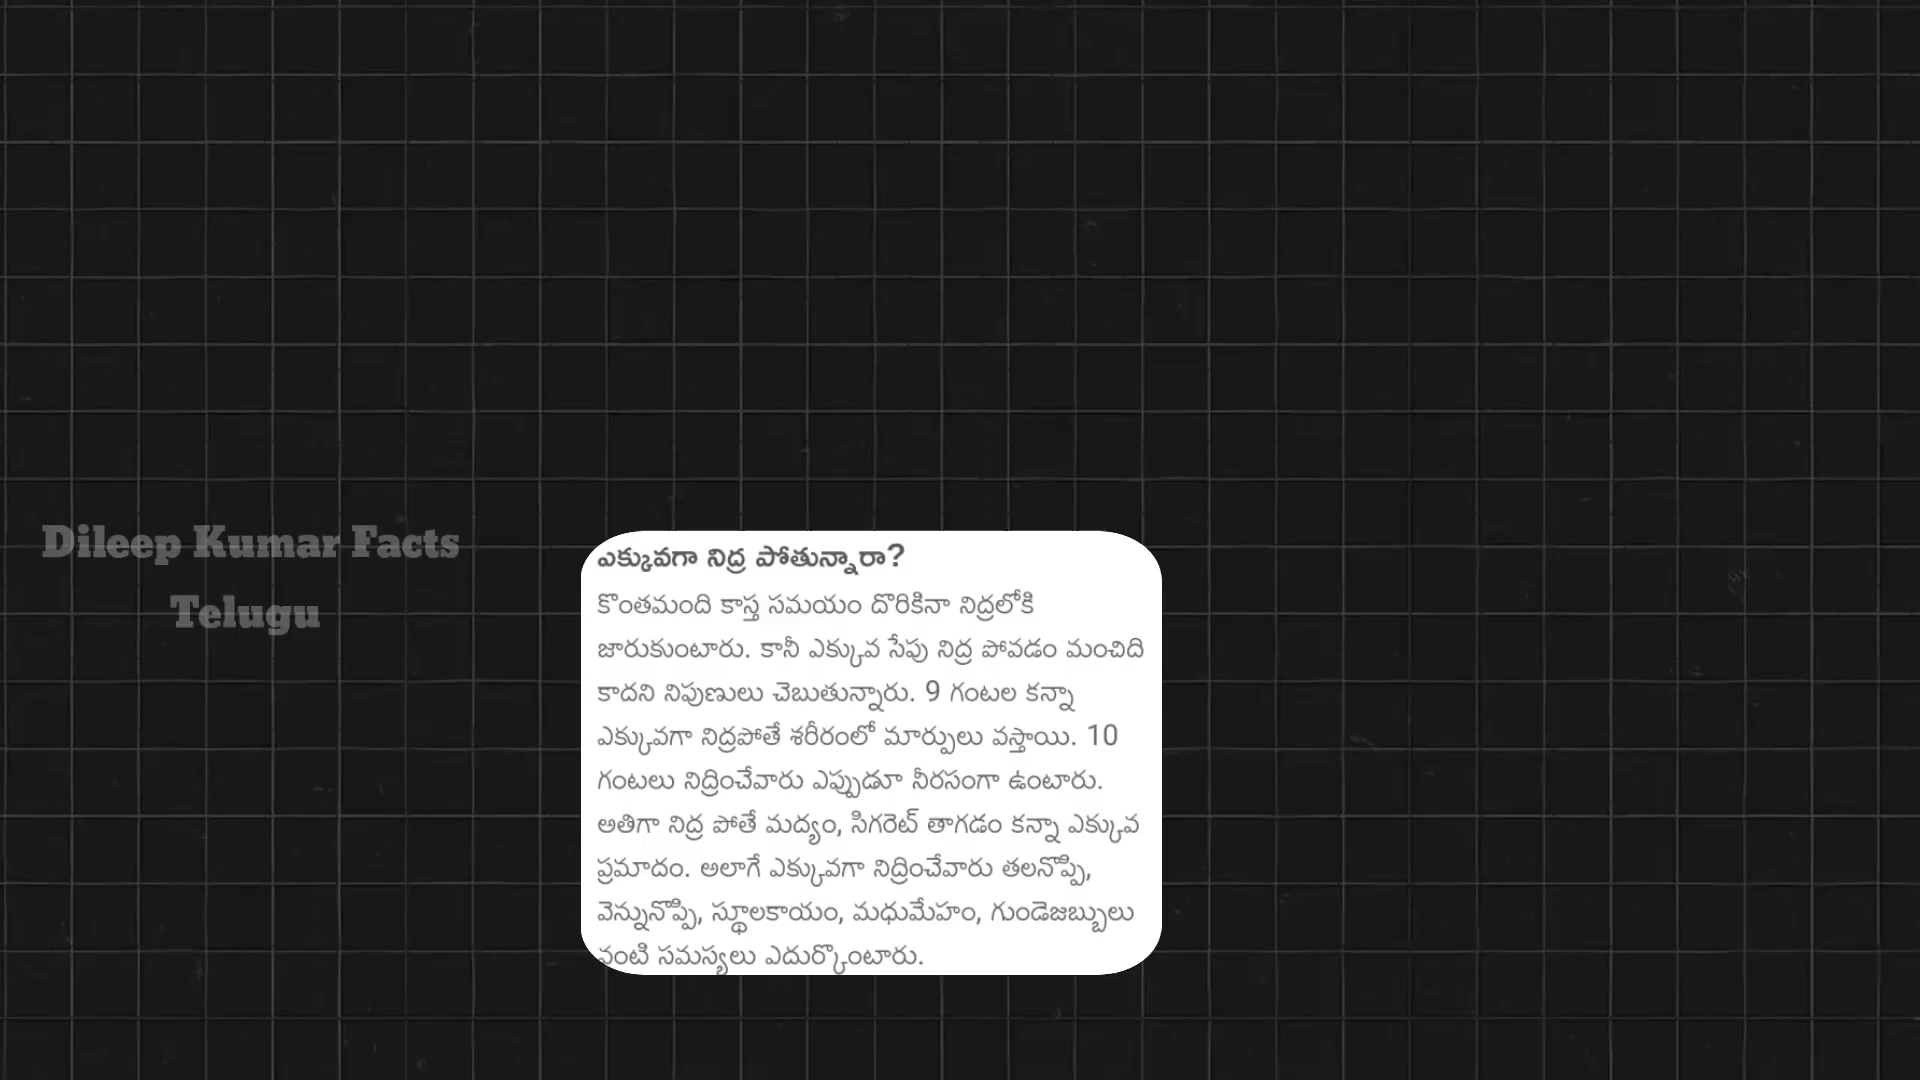 Dileep Kumar Facts
Telugu
ఎక్కువగా నిద్ర పోతున్నారా?
కొంతమంది కాస్త సమయం దొరికినా నిద్రలోకి
జారుకుంటారు. కానీ ఎక్కువ సేపు నిద్ర పోవడం మంచిది
కాదని నిపుణులు చెబుతున్నారు. 9 గంటల కన్నా
ఎక్కువగా నిద్రపోతే శరీరంలో మార్పులు వస్తాయి. 10
గంటలు నిద్రించేవారు ఎప్పుడూ నీరసంగా ఉంటారు.
అతిగా నిద్ర పోతే మద్యం, సిగరెట్ తాగడం కన్నా ఎక్కువ
ప్రమాదం. అలాగే ఎక్కువగా నిద్రించేవారు తలనొప్పి,
వెన్నునొప్పి, స్థూలకాయం, మధుమేహం, గుండెజబ్బులు
వంటి సమస్యలు ఎదుర్కొంటారు.